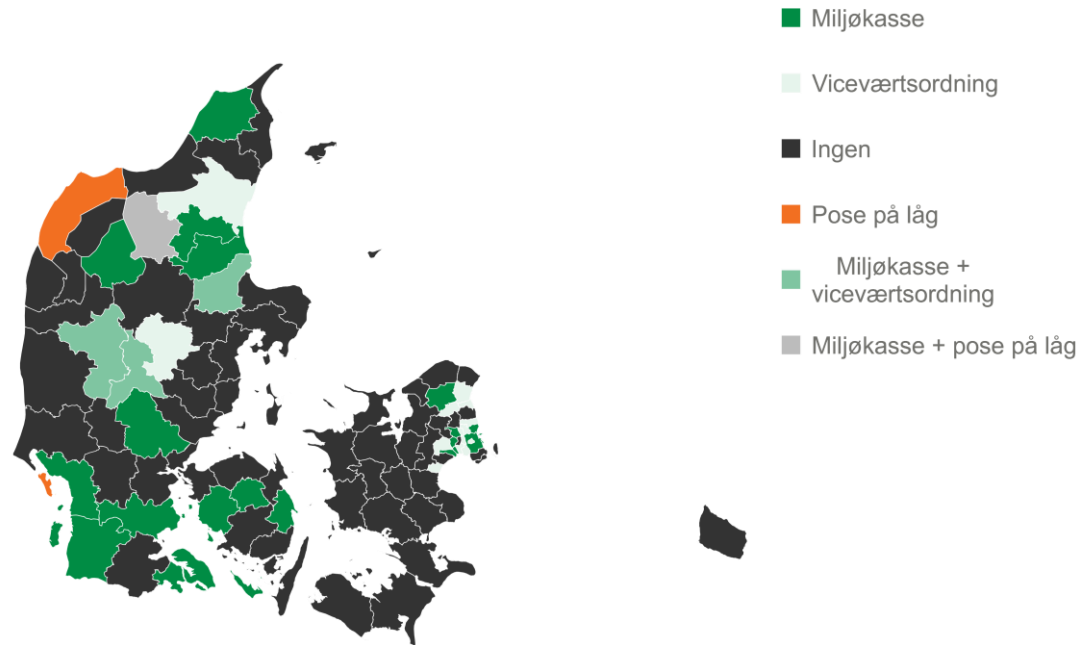 Miljøkasse
Viceværtsordning
Ingen
Pose på låg
Miljøkasse +
viceværtsordning
Miljøkasse + pose på låg